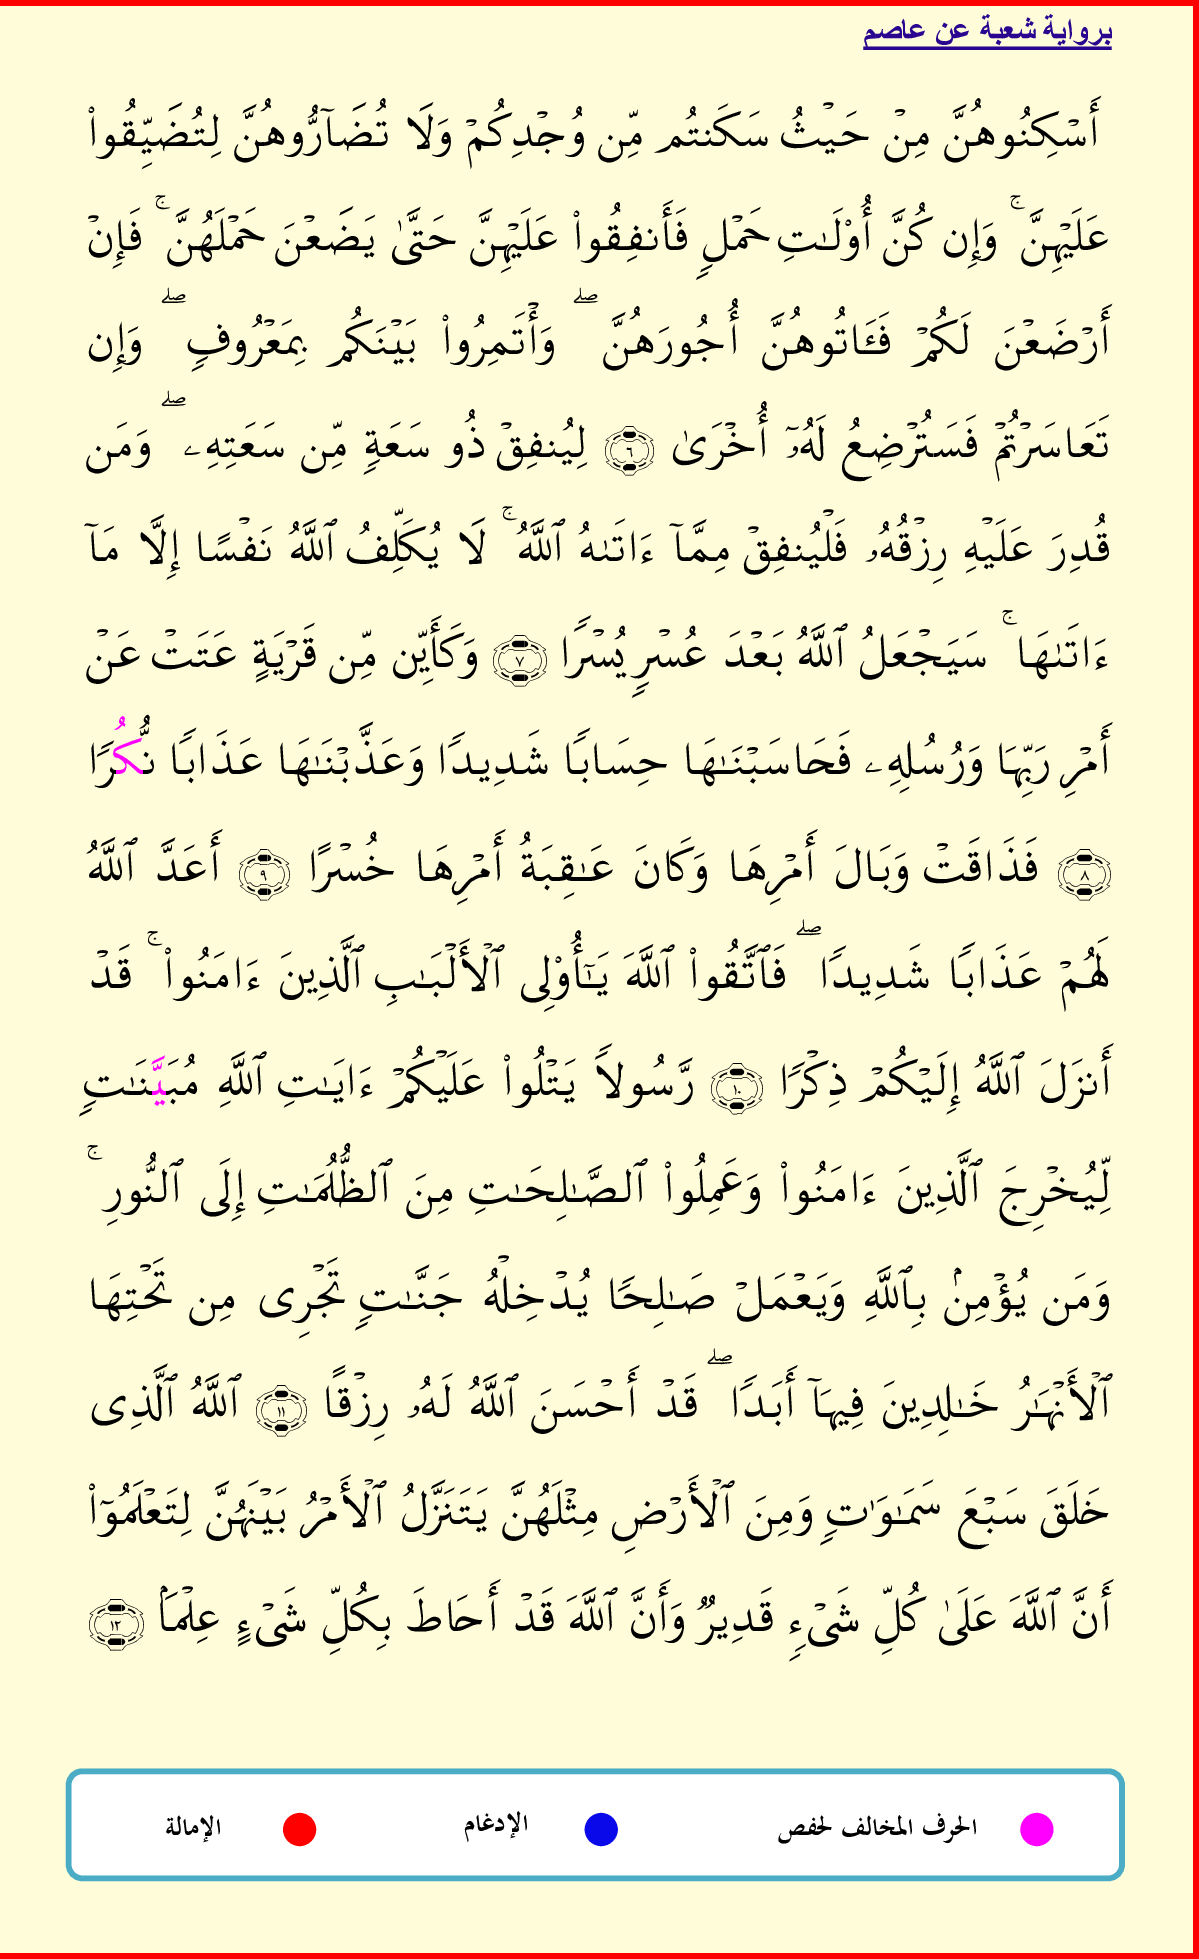 برواية شعبة عن عاصم
أَسۡكِنُوهُنَّ مِنۡ حَيۡثُ سَكَنتُم مِّن وُجۡدِكُمۡ وَلَا تُضَآرُّوهُنَّ لِتُضَيِّقُواْ
عَلَيۡهِنَّۚ وَإِن كُنَّ أُوْلَٰتِ حَمۡلٖ فَأَنفِقُواْ عَلَيۡهِنَّ حَتَّىٰ يَضَعۡنَ حَمۡلَهُنَّۚ فَإِنۡ
أَرۡضَعۡنَ لَكُمۡ فَـَٔاتُوهُنَّ أُجُورَهُنَّۖ وَأۡتَمِرُواْ بَيۡنَكُم بِمَعۡرُوفٖۖ وَإِن
تَعَاسَرۡتُمۡ فَسَتُرۡضِعُ لَهُۥٓ أُخۡرَىٰ ٦ لِيُنفِقۡ ذُو سَعَةٖ مِّن سَعَتِهِۦۖ وَمَن
قُدِرَ عَلَيۡهِ رِزۡقُهُۥ فَلۡيُنفِقۡ مِمَّآ ءَاتَىٰهُ ٱللَّهُۚ لَا يُكَلِّفُ ٱللَّهُ نَفۡسًا إِلَّا مَآ
ءَاتَىٰهَاۚ سَيَجۡعَلُ ٱللَّهُ بَعۡدَ عُسۡرٖ يُسۡرٗا ٧ وَكَأَيِّن مِّن قَرۡيَةٍ عَتَتۡ عَنۡ
أَمۡرِ رَبِّهَا وَرُسُلِهِۦ فَحَاسَبۡنَٰهَا حِسَابٗا شَدِيدٗا وَعَذَّبۡنَٰهَا عَذَابٗا نُّكُرٗا
٨ فَذَاقَتۡ وَبَالَ أَمۡرِهَا وَكَانَ عَٰقِبَةُ أَمۡرِهَا خُسۡرًا ٩ أَعَدَّ ٱللَّهُ
لَهُمۡ عَذَابٗا شَدِيدٗاۖ فَٱتَّقُواْ ٱللَّهَ يَٰٓأُوْلِي ٱلۡأَلۡبَٰبِ ٱلَّذِينَ ءَامَنُواْۚ قَدۡ
أَنزَلَ ٱللَّهُ إِلَيۡكُمۡ ذِكۡرٗا ١٠ رَّسُولٗا يَتۡلُواْ عَلَيۡكُمۡ ءَايَٰتِ ٱللَّهِ مُبَيَّنَٰتٖ
لِّيُخۡرِجَ ٱلَّذِينَ ءَامَنُواْ وَعَمِلُواْ ٱلصَّٰلِحَٰتِ مِنَ ٱلظُّلُمَٰتِ إِلَى ٱلنُّورِۚ
وَمَن يُؤۡمِنۢ بِٱللَّهِ وَيَعۡمَلۡ صَٰلِحٗا يُدۡخِلۡهُ جَنَّٰتٖ تَجۡرِي مِن تَحۡتِهَا
ٱلۡأَنۡهَٰرُ خَٰلِدِينَ فِيهَآ أَبَدٗاۖ قَدۡ أَحۡسَنَ ٱللَّهُ لَهُۥ رِزۡقًا ١١ ٱللَّهُ ٱلَّذِي
خَلَقَ سَبۡعَ سَمَٰوَٰتٖ وَمِنَ ٱلۡأَرۡضِ مِثۡلَهُنَّ يَتَنَزَّلُ ٱلۡأَمۡرُ بَيۡنَهُنَّ لِتَعۡلَمُوٓاْ
أَنَّ ٱللَّهَ عَلَىٰ كُلِّ شَيۡءٖ قَدِيرٞ وَأَنَّ ٱللَّهَ قَدۡ أَحَاطَ بِكُلِّ شَيۡءٍ عِلۡمَۢا ١٢
الحرف المخالف لحفص الإدغام الإمالة